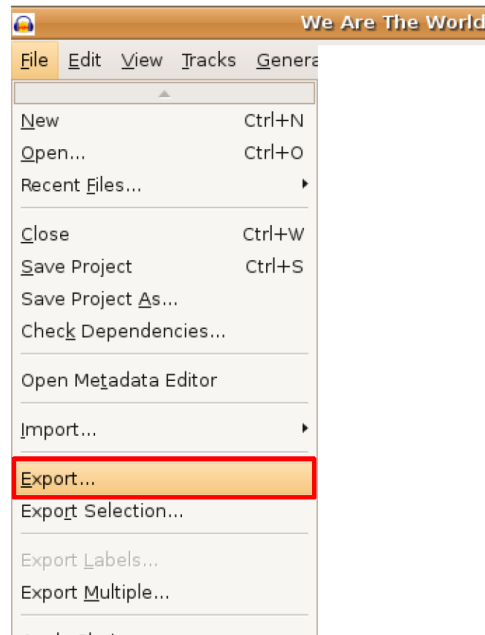 We Are The World
File Edit View Tracks Genera
New Ctrl+N
Open... Ctrl+O
Recent Files...
Close Ctrl+W
Save Project Ctrl+S
Save Project As...
Check Dependencies...
Open Metadata Editor
Import...
Export...
Export Selection...
Export Labels...
Export Multiple...